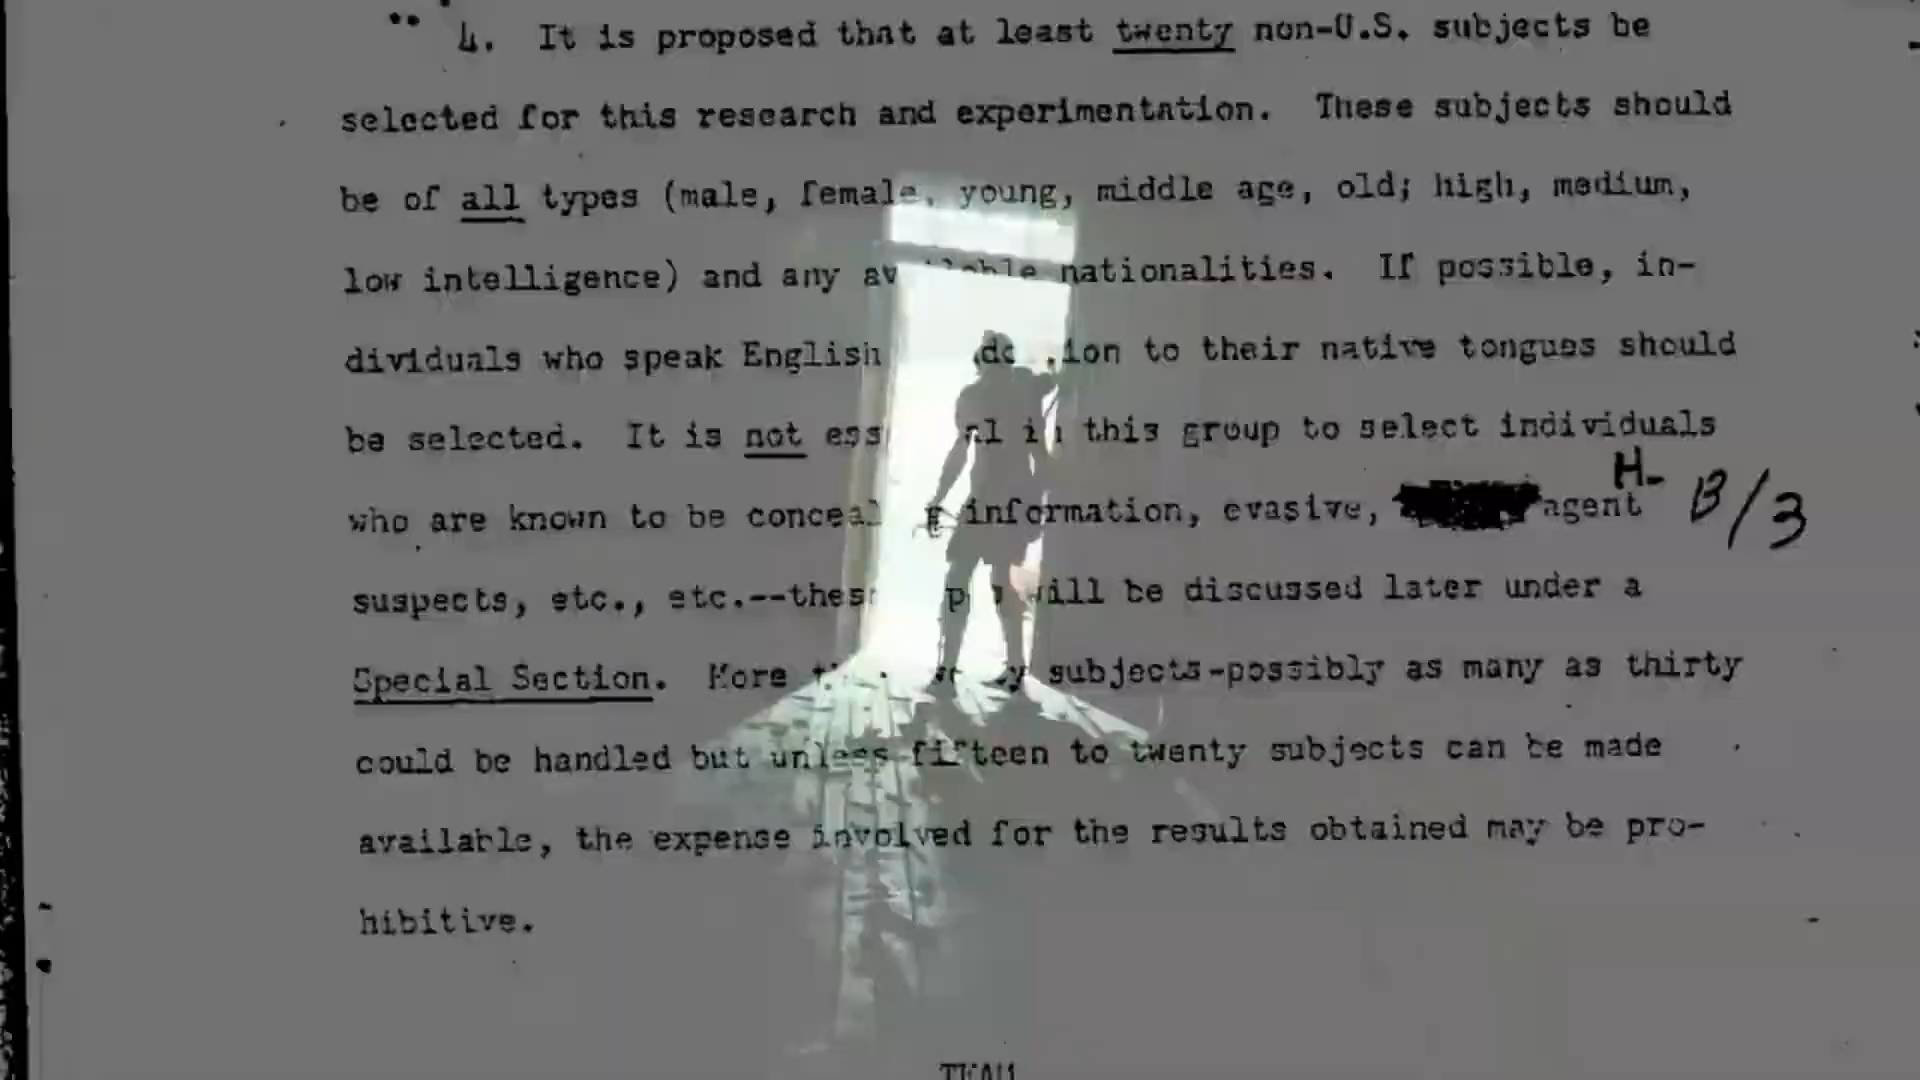 4. It is proposed that at least twenty non-U.S. subjects be
selected for this research and experimentation. These subjects should
be of all types (male, female, young, middle age, old; high, medium,
low intelligence) and any available nationalities. If possible, in-
dividuals who speak English to their native tongues should
be selected. It is not this group to select individuals
who are known to be concealing information, evasive, agent H- B/3
suspects, etc., etc.--these will be discussed later under a
Special Section. More subjects-possibly as many as thirty
could be handled but unless fifteen to twenty subjects can be made
available, the expense involved for the results obtained may be pro-
hibitive.